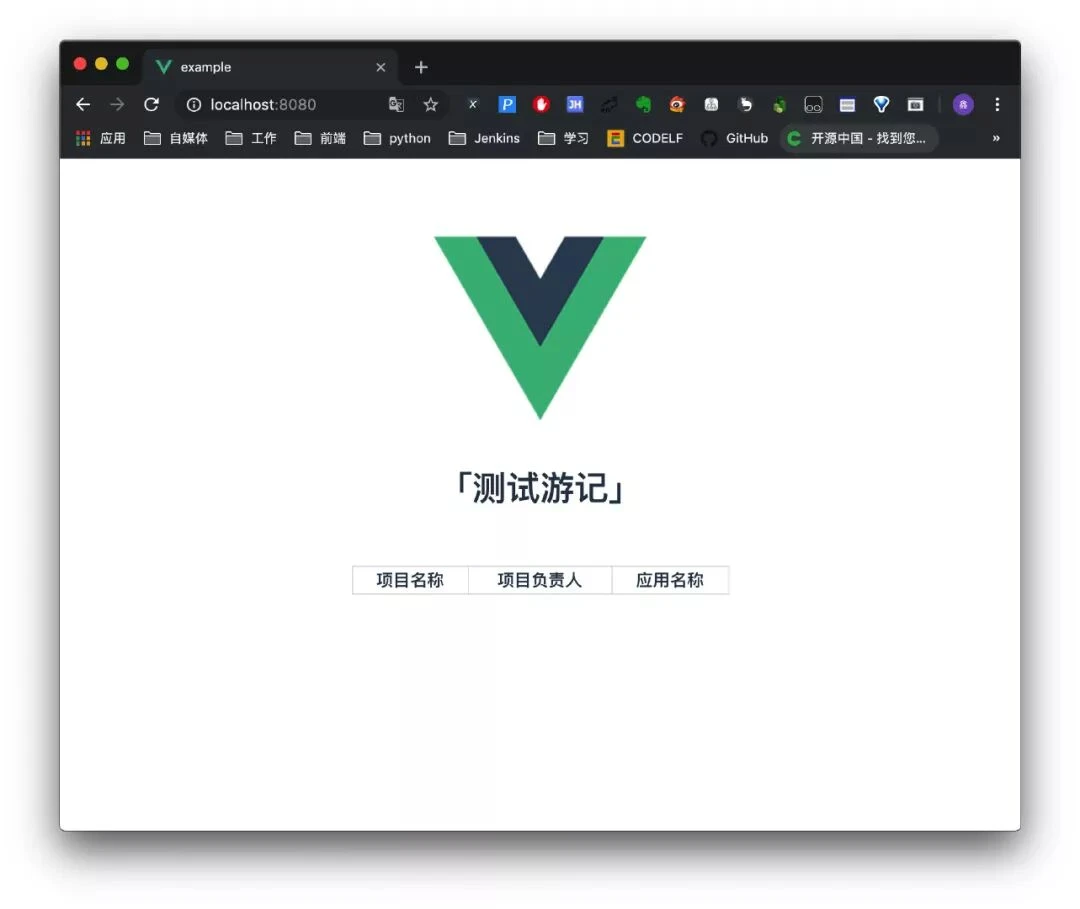 example
localhost:8080
P
JH
应用 自媒体 工作 前端 python Jenkins 学习 CODELF GitHub 开源中国 - 找到您... »
「测试游记」
项目名称 项目负责人 应用名称